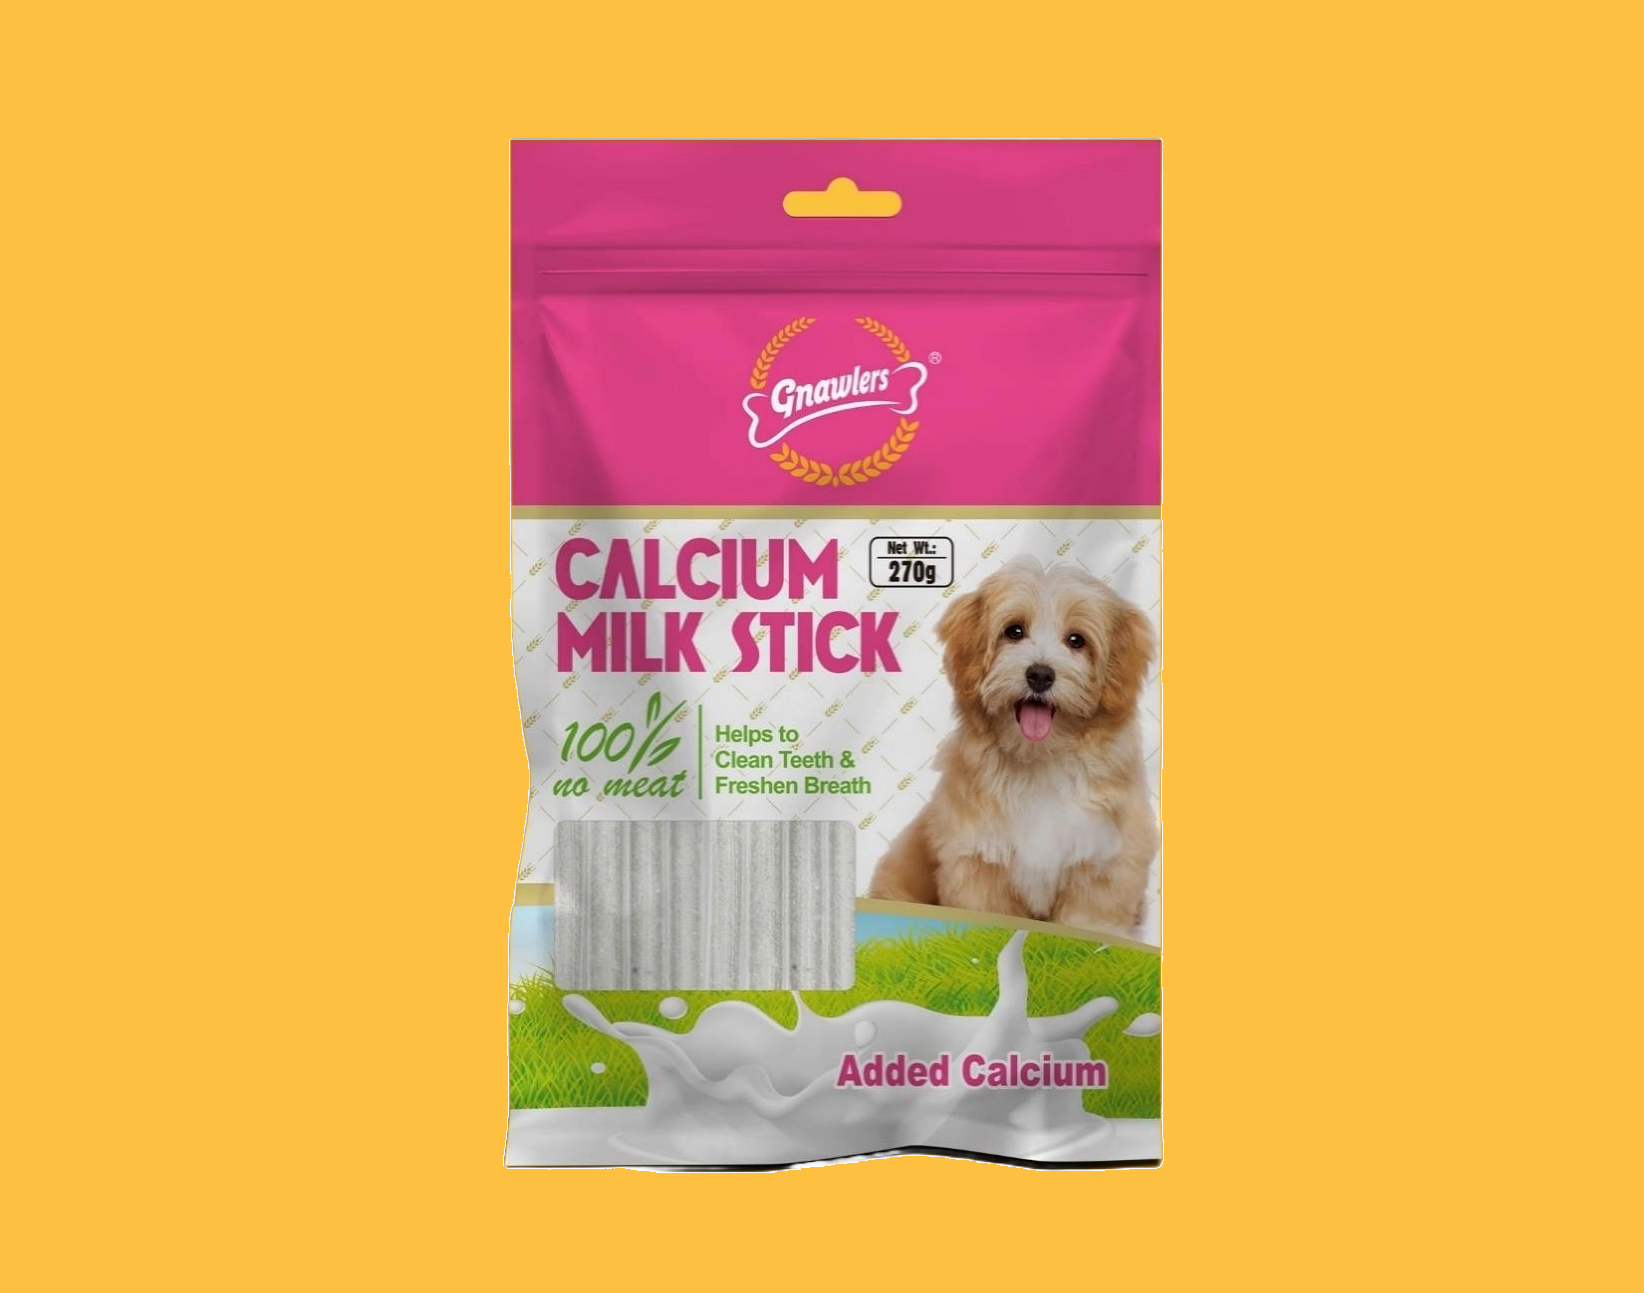 Gnawlers®
CALCIUM
MILK STICK
Net Wt.:
270g
100%
no meat
Helps to
Clean Teeth &
Freshen Breath
Added Calcium